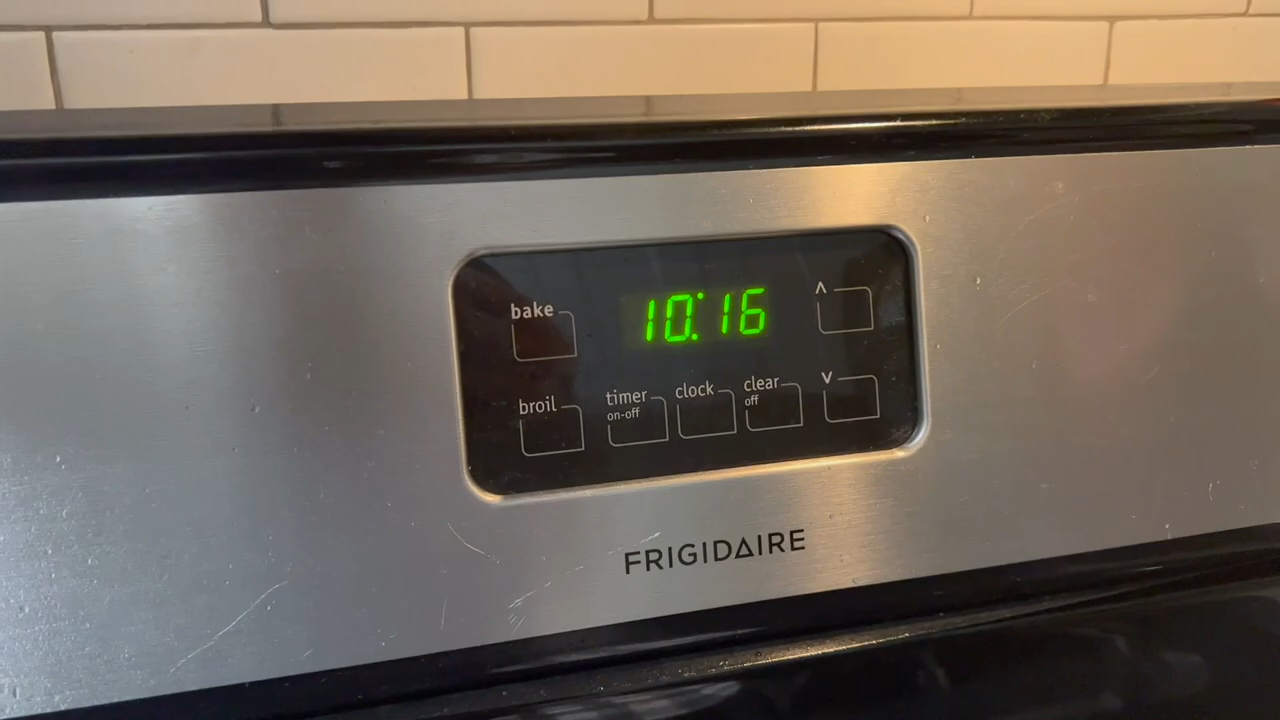 bake
10:16
^
broil
timer
on-off
clock
clear
off
v
FRIGIDAIRE